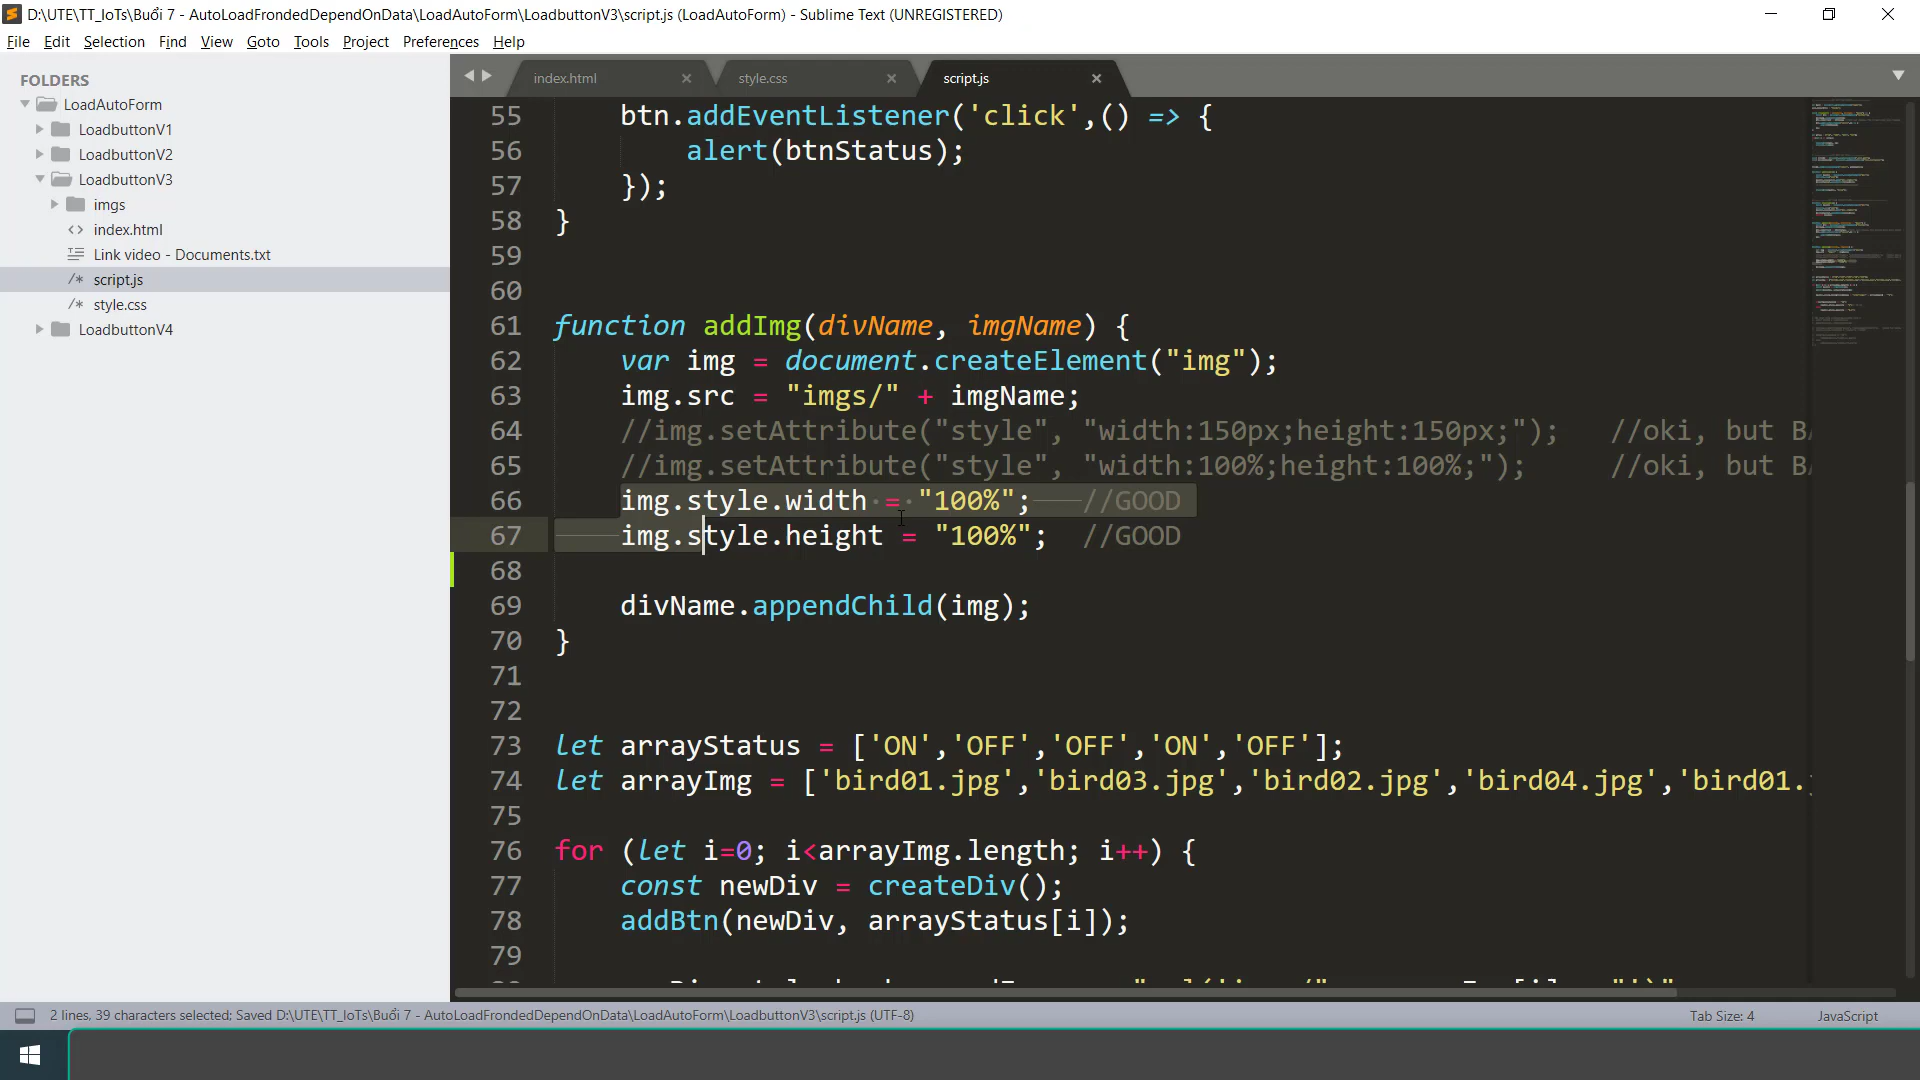 D:\UTE\TT_IoTs\Buổi 7 - AutoLoadFrondedDependOnData\LoadAutoForm\LoadbuttonV3\script.js (LoadAutoForm) - Sublime Text (UNREGISTERED)
File Edit Selection Find View Goto Tools Project Preferences Help
FOLDERS
LoadAutoForm
LoadbuttonV1
LoadbuttonV2
LoadbuttonV3
imgs
index.html
Link video - Documents.txt
script.js
style.css
LoadbuttonV4
index.html style.css script.js
55 btn.addEventListener('click',() => {
56 alert(btnStatus);
57 });
58 }
59
60
61 function addImg(divName, imgName) {
62 var img = document.createElement("img");
63 img.src = "imgs/" + imgName;
64 //img.setAttribute("style", "width:150px;height:150px;"); //oki, but
65 //img.setAttribute("style", "width:100%;height:100%;"); //oki, but
66 img.style.width = "100%"; //GOOD
67 img.style.height = "100%"; //GOOD
68
69 divName.appendChild(img);
70 }
71
72
73 let arrayStatus = ['ON','OFF','OFF','ON','OFF'];
74 let arrayImg = ['bird01.jpg','bird03.jpg','bird02.jpg','bird04.jpg','bird01.
75
76 for (let i=0; i<arrayImg.length; i++) {
77 const newDiv = createDiv();
78 addBtn(newDiv, arrayStatus[i]);
79
2 lines, 39 characters selected; Saved D:\UTE\TT_IoTs\Buổi 7 - AutoLoadFrondedDependOnData\LoadAutoForm\LoadbuttonV3\script.js (UTF-8) Tab Size: 4 JavaScript